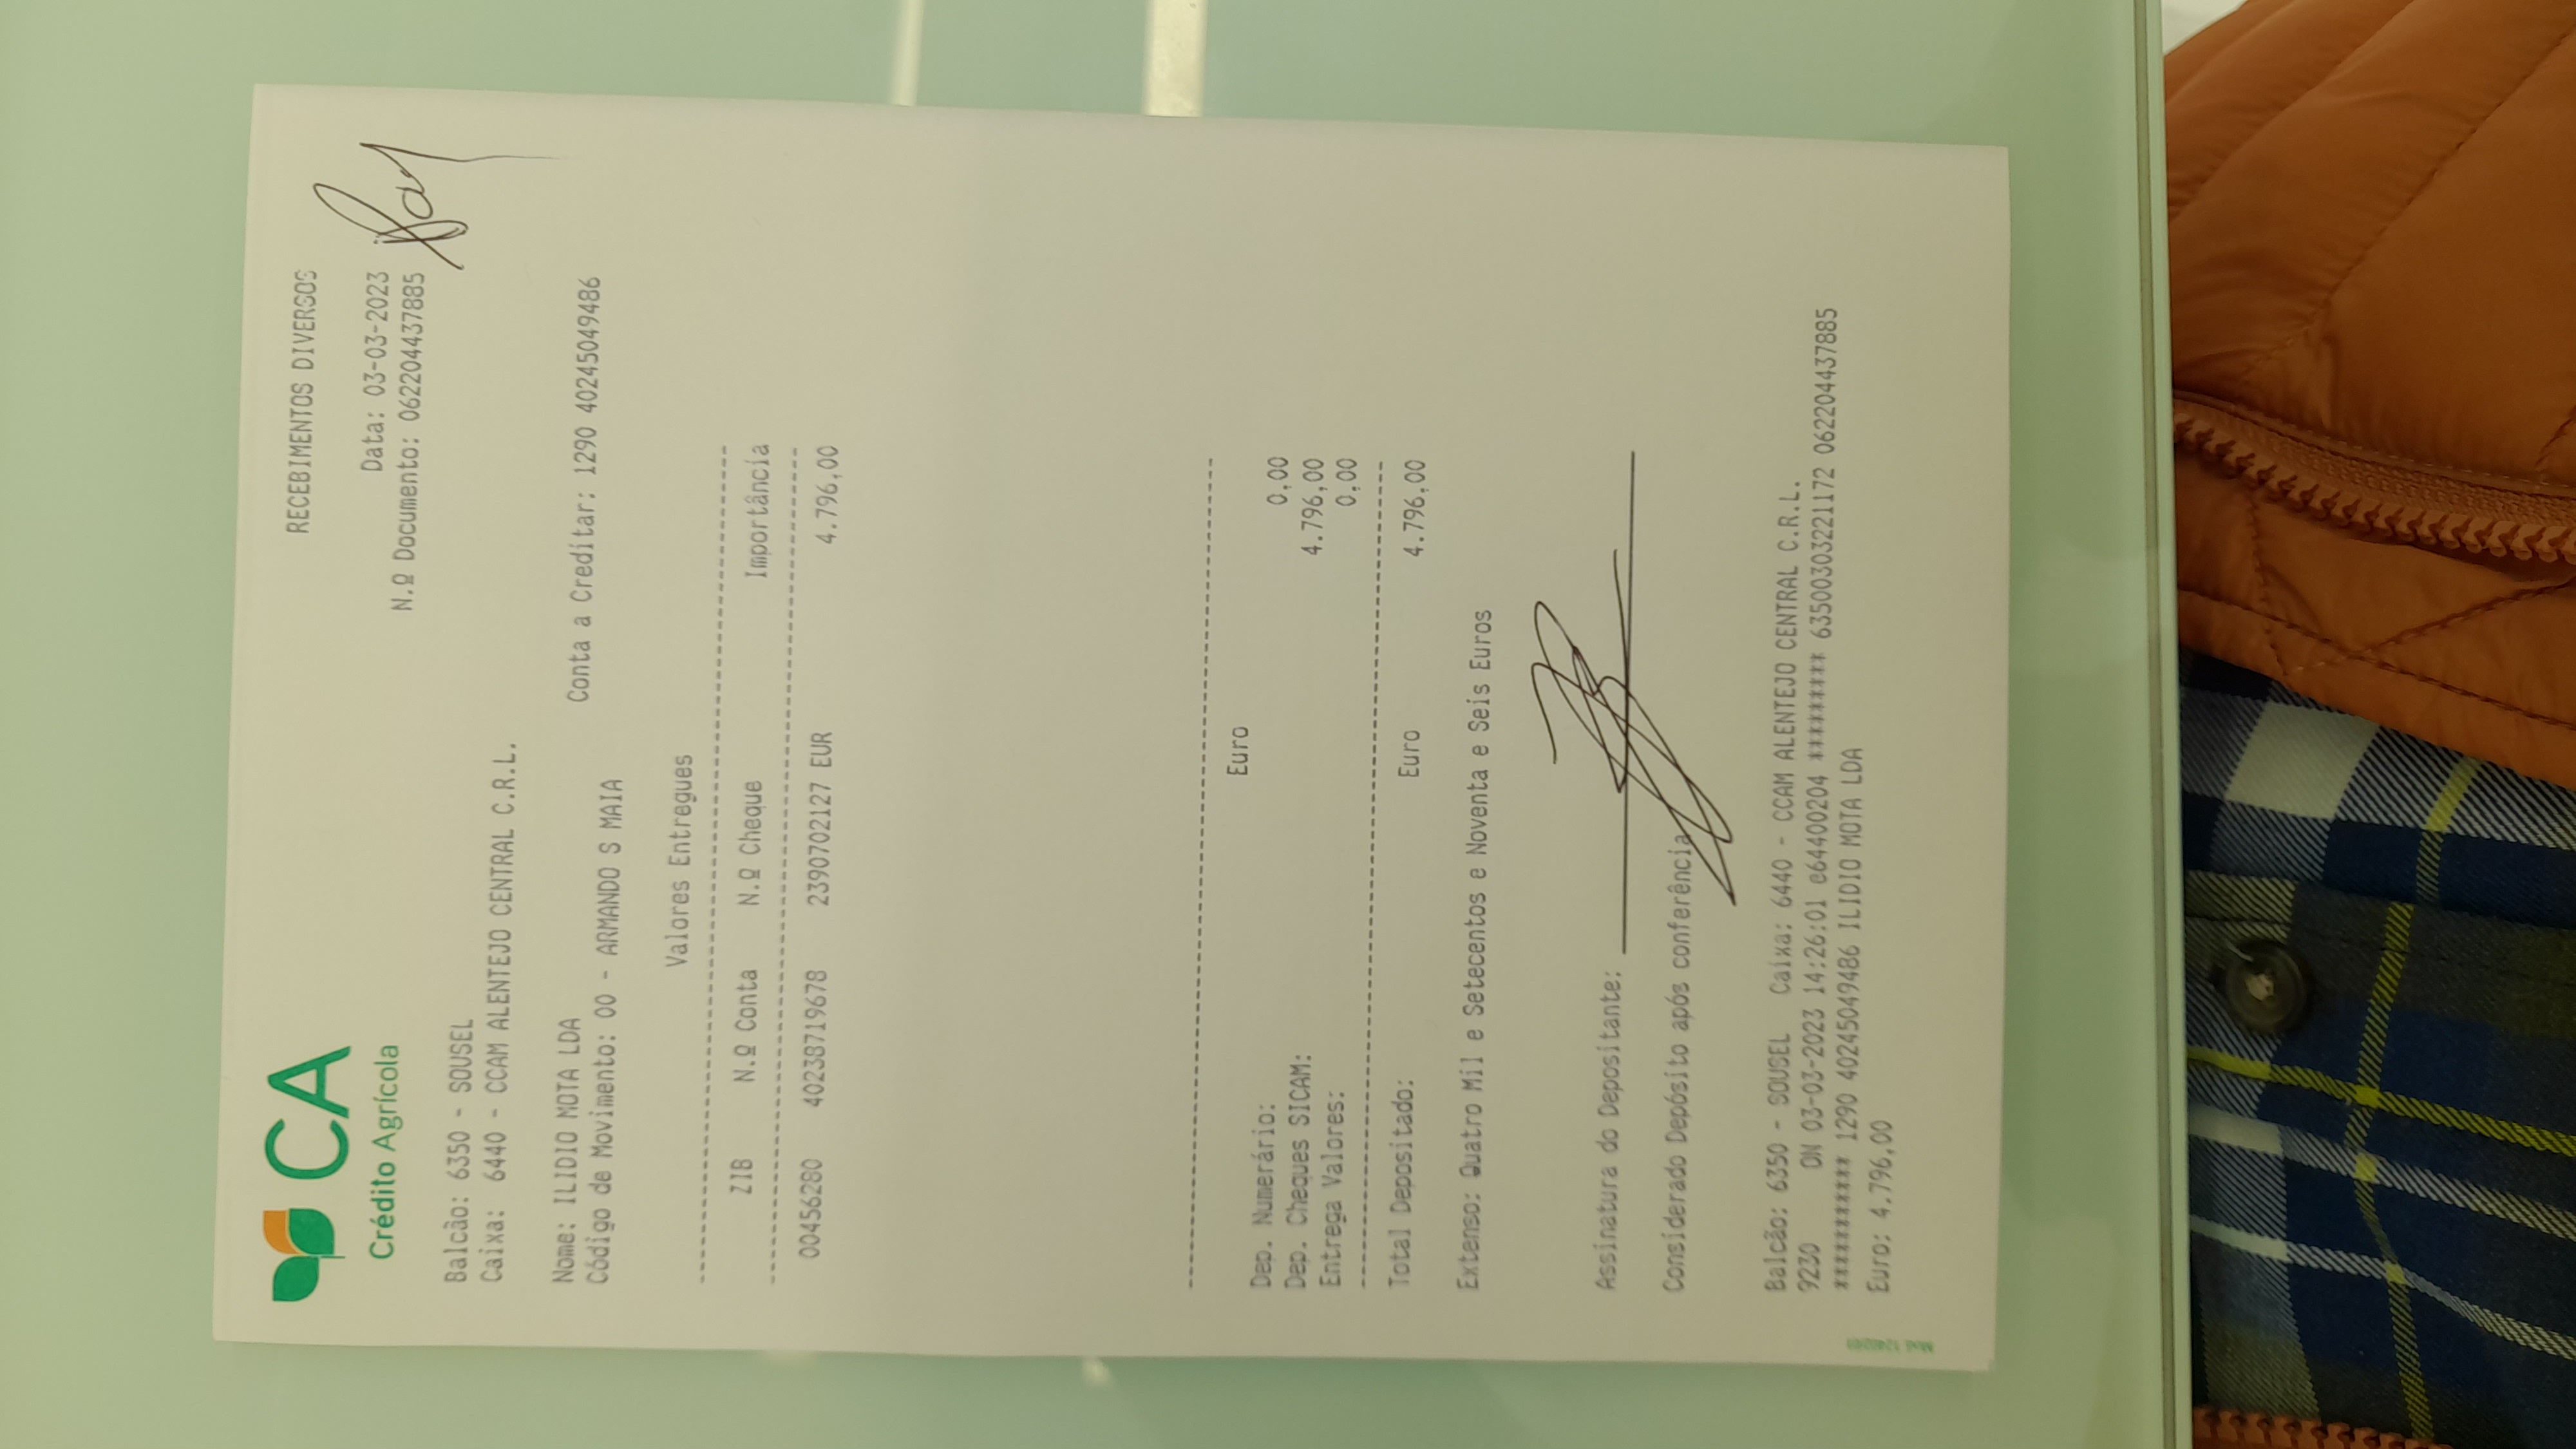 CA
Crédito Agrícola
RECEBIMENTOS DIVERSOS
Data: 03-03-2023
N.º Documento: 06220443​7885
Balcão: 6350 - SOUSEL
Caixa: 6440 - CCAM ALENTEJO CENTRAL C.R.L.
Nome: ILIDIO MOTA LDA
Conta a Creditar: 1290 40245049486
Código de Movimento: 00 - ARMANDO S MAIA
Valores Entregues
ZIB N.º Conta N.º Cheque Importância
00456280 40238719678 2390702127 EUR 4.796,00
Euro
Dep. Numerário: 0,00
Dep. Cheques SICAM: 4.796,00
Entrega Valores: 0,00
Total Depositado: Euro 4.796,00
Extenso: Quatro Mil e Setecentos e Noventa e Seis Euros
Assinatura do Depositante:
Considerado Depósito após conferência
Balcão: 6350 - SOUSEL Caixa: 6440 - CCAM ALENTEJO CENTRAL C.R.L.
9230 ON 03-03-2023 14:26:01 e64400204 ********* 63500303221172 062204437885
*********** 1290 40245049486 ILIDIO MOTA LDA
Euro: 4.796,00